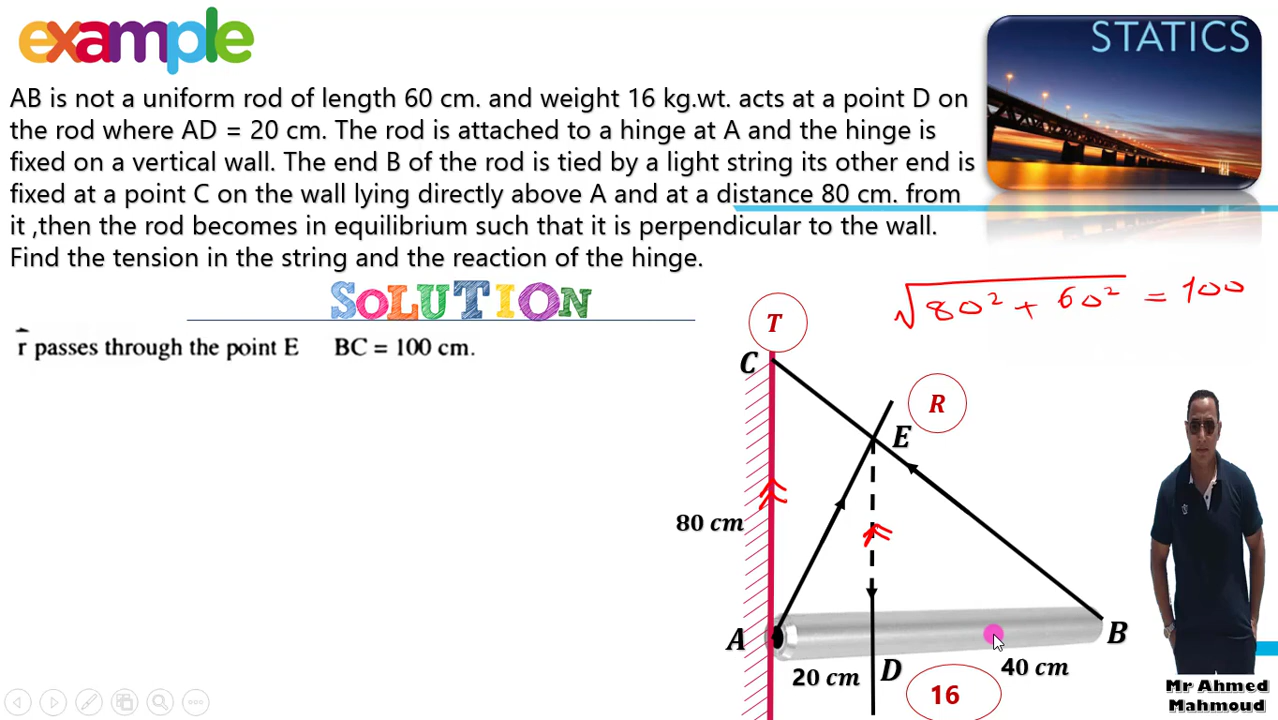 example
STATICS
AB is not a uniform rod of length 60 cm. and weight 16 kg.wt. acts at a point D on
the rod where AD = 20 cm. The rod is attached to a hinge at A and the hinge is
fixed on a vertical wall. The end B of the rod is tied by a light string its other end is
fixed at a point C on the wall lying directly above A and at a distance 80 cm. from
it ,then the rod becomes in equilibrium such that it is perpendicular to the wall.
Find the tension in the string and the reaction of the hinge.
SOLUTION
√80² + 60² = 100
r passes through the point E BC = 100 cm.
T
C
R
E
80 cm
A
B
20 cm
D
40 cm
16
Mr Ahmed
Mahmoud